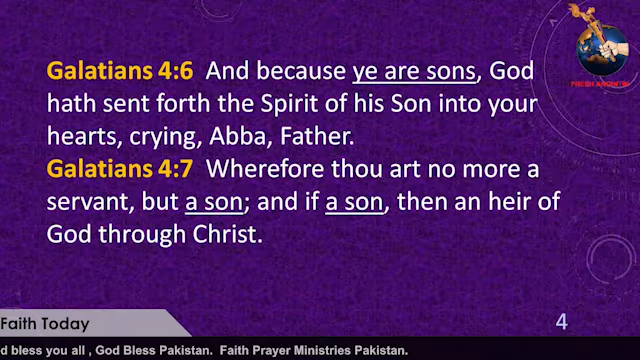 Galatians 4:6 And because ye are sons, God
hath sent forth the Spirit of his Son into your
hearts, crying, Abba, Father.
Galatians 4:7 Wherefore thou art no more a
servant, but a son; and if a son, then an heir of
God through Christ.
Faith Today
4
d bless you all , God Bless Pakistan. Faith Prayer Ministries Pakistan.